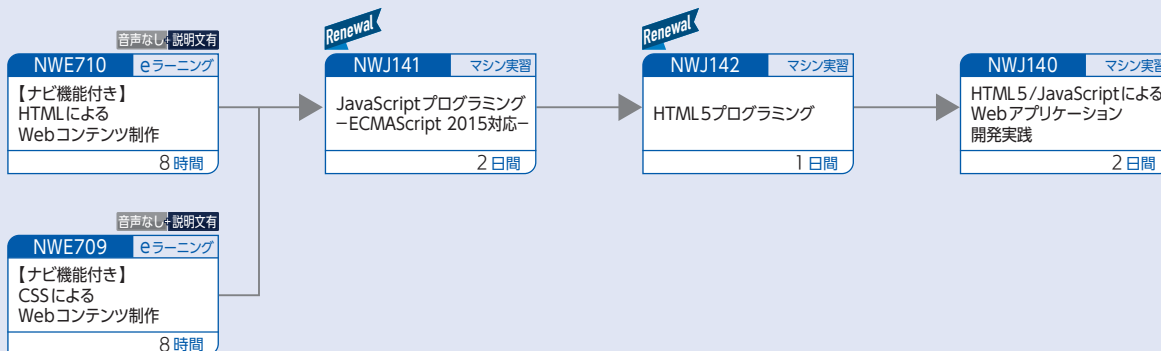 音声なし+説明文有
NWE710 eラーニング
【ナビ機能付き】
HTMLによる
Webコンテンツ制作
8時間
Renewal
NWJ141 マシン実習
JavaScriptプログラミング
−ECMAScript 2015対応−
2日間
Renewal
NWJ142 マシン実習
HTML5プログラミング
1日間
NWJ140 マシン実習
HTML5/JavaScriptによる
Webアプリケーション
開発実践
2日間
音声なし+説明文有
NWE709 eラーニング
【ナビ機能付き】
CSSによる
Webコンテンツ制作
8時間